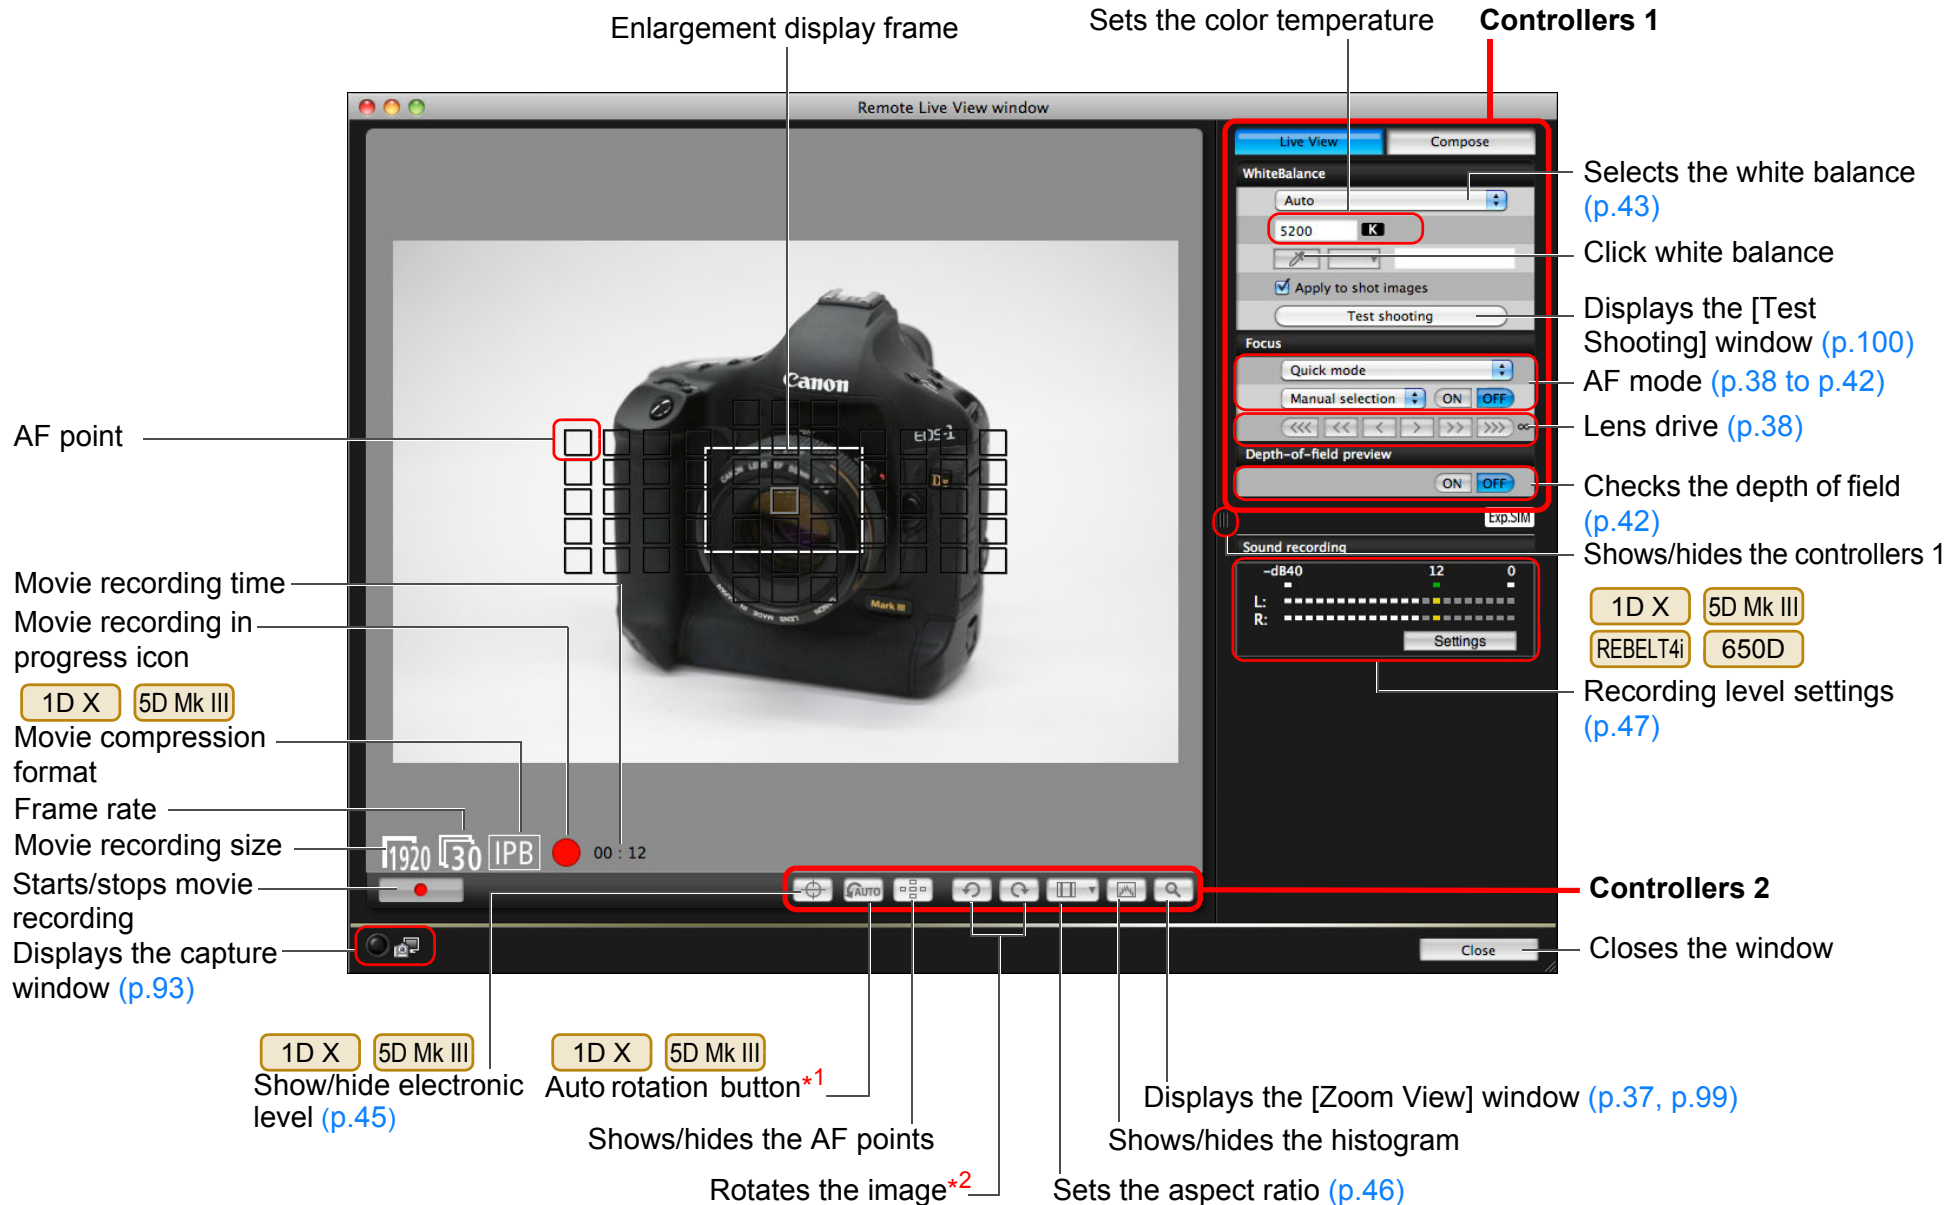 Enlargement display frame
Sets the color temperature
Controllers 1
Remote Live View window
Live View
Compose
WhiteBalance
Auto
5200 K
Apply to shot images
Test shooting
Focus
Quick mode
Manual selection
ON OFF
<<< << < > >> >>> ∞
Depth-of-field preview
ON OFF
Exp.SIM
Sound recording
-dB40 12 0
L:
R:
Settings
Selects the white balance
(p.43)
Click white balance
Displays the [Test
Shooting] window (p.100)
AF mode (p.38 to p.42)
Lens drive (p.38)
Checks the depth of field
(p.42)
Shows/hides the controllers 1
1D X 5D Mk III
REBELT4i 650D
Recording level settings
(p.47)
Controllers 2
Closes the window
Close
AF point
Canon
EOS-1
Ds
Mark III
Movie recording time
Movie recording in
progress icon
1D X 5D Mk III
Movie compression
format
Frame rate
Movie recording size
Starts/stops movie
recording
Displays the capture
window (p.93)
1920 30 IPB 00 : 12
AUTO
1D X 5D Mk III
Show/hide electronic
level (p.45)
1D X 5D Mk III
Auto rotation button*1
Shows/hides the AF points
Rotates the image*2
Displays the [Zoom View] window (p.37, p.99)
Shows/hides the histogram
Sets the aspect ratio (p.46)